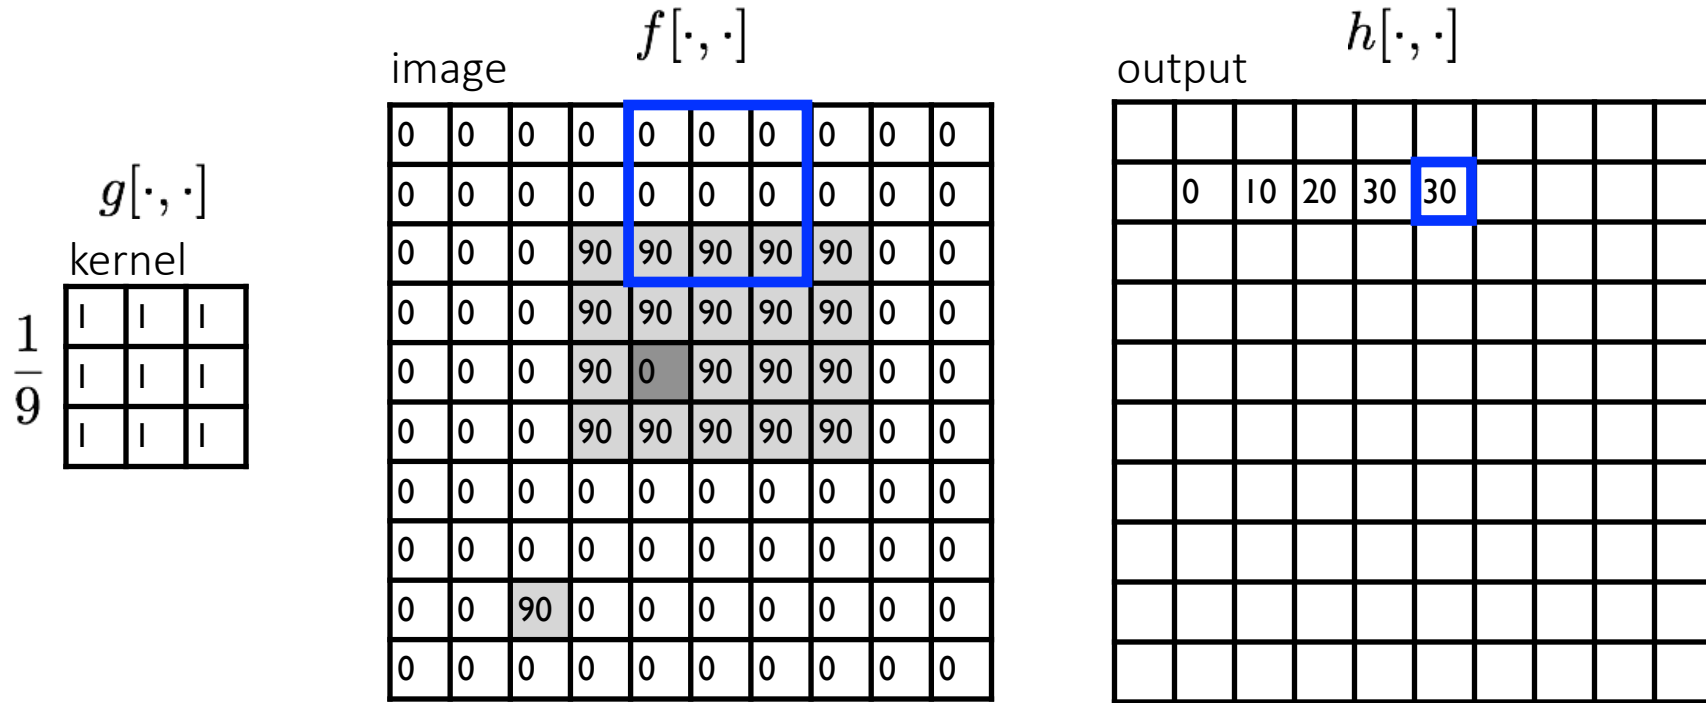 f[·, ·]
h[·, ·]
image
output
g[·, ·]
kernel
1/9
1 1 1
1 1 1
1 1 1
0 0 0 0 0 0 0 0 0 0
0 0 0 0 0 0 0 0 0 0
0 0 0 90 90 90 90 90 0 0
0 0 0 90 90 90 90 90 0 0
0 0 0 90 0 90 90 90 0 0
0 0 0 90 90 90 90 90 0 0
0 0 0 0 0 0 0 0 0 0
0 0 0 0 0 0 0 0 0 0
0 0 90 0 0 0 0 0 0 0
0 0 0 0 0 0 0 0 0 0
0 10 20 30 30